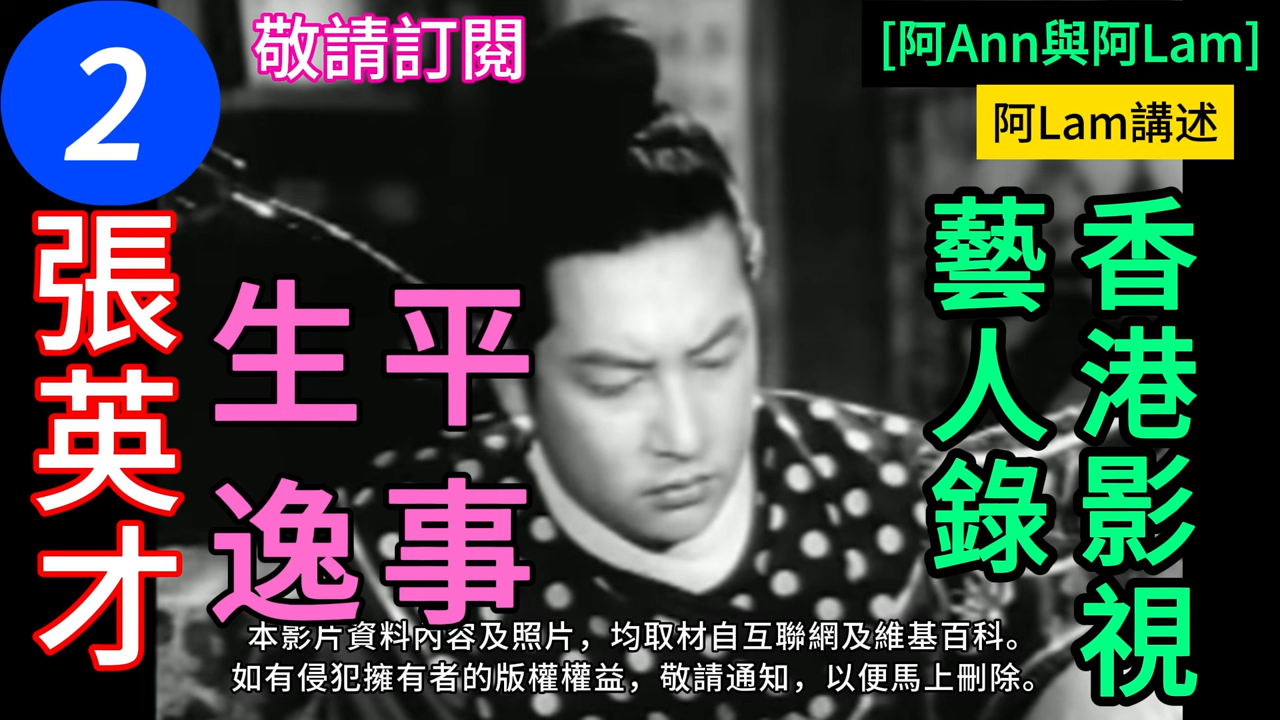 2
敬請訂閱
[阿Ann與阿Lam]
阿Lam講述
張英才
平事
生逸
香港影視
藝人錄
本影片資料內容及照片，均取材自互聯網及維基百科。
如有侵犯擁有者的版權權益，敬請通知，以便馬上刪除。